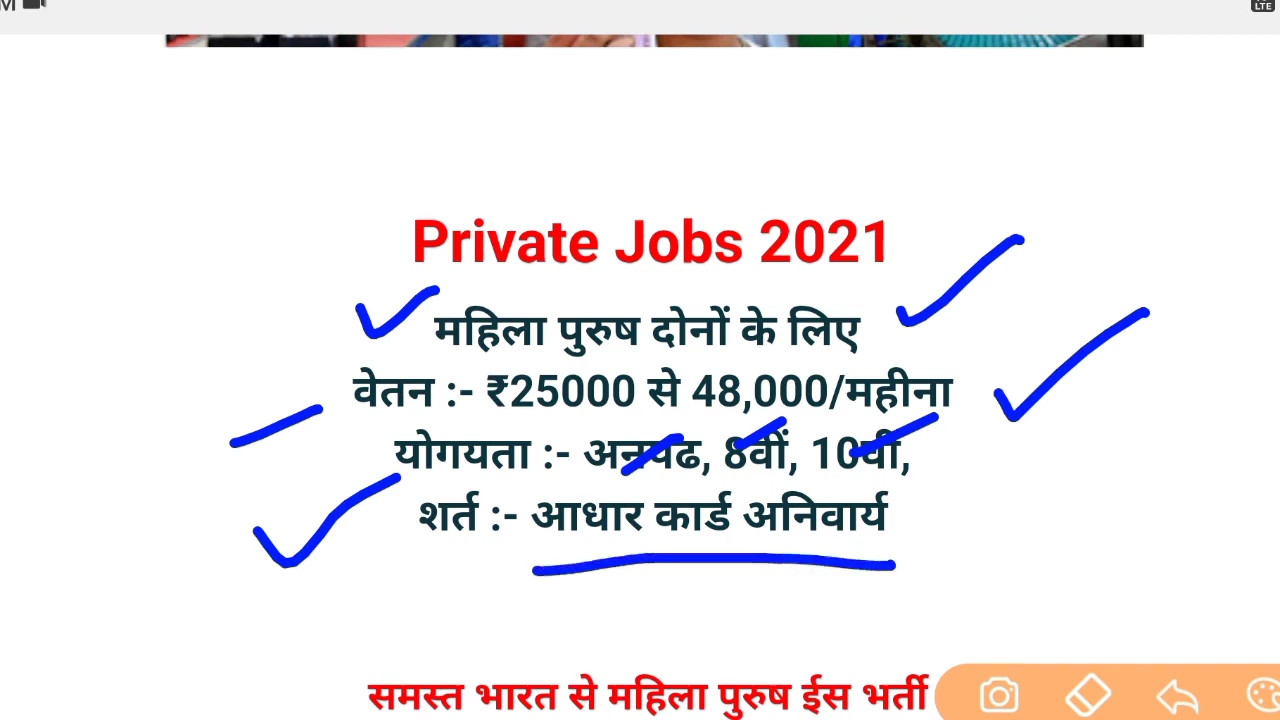 M
LTE
Private Jobs 2021
महिला पुरुष दोनों के लिए
वेतन :- ₹25000 से 48,000/महीना
योगयता :- अनपढ, 8वीं, 10वी,
शर्त :- आधार कार्ड अनिवार्य
समस्त भारत से महिला पुरुष ईस भर्ती